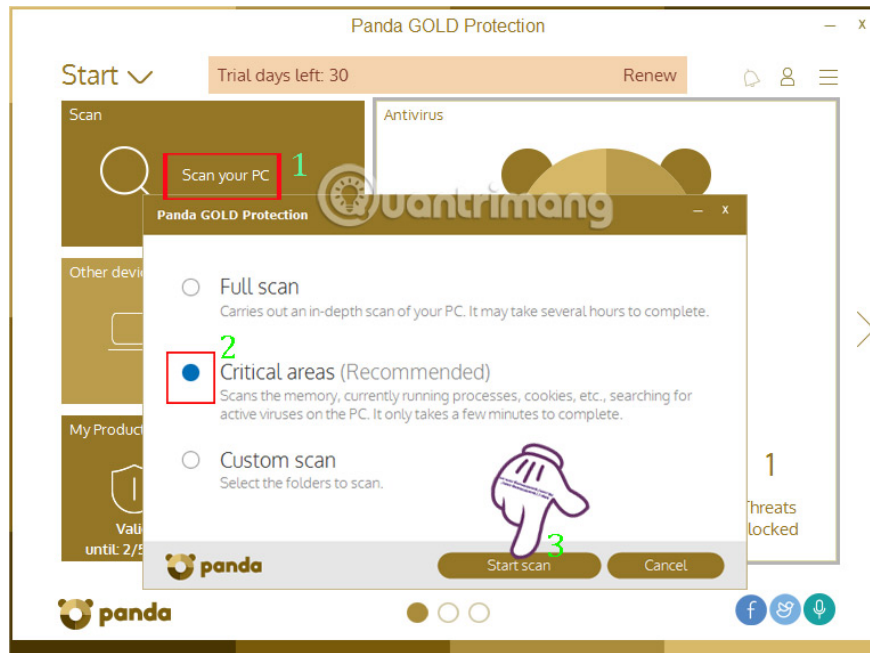 Panda GOLD Protection
Start
Trial days left: 30
Renew
Scan
Scan your PC
1
Antivirus
Quantrimang
Panda GOLD Protection
Other devi
Full scan
Carries out an in-depth scan of your PC. It may take several hours to complete.
2
Critical areas (Recommended)
Scans the memory, currently running processes, cookies, etc., searching for
active viruses on the PC. It only takes a few minutes to complete.
My Product
Custom scan
Select the folders to scan.
1
Threats
locked
Vali
until: 2/5
3
panda
Start scan
Cancel
panda